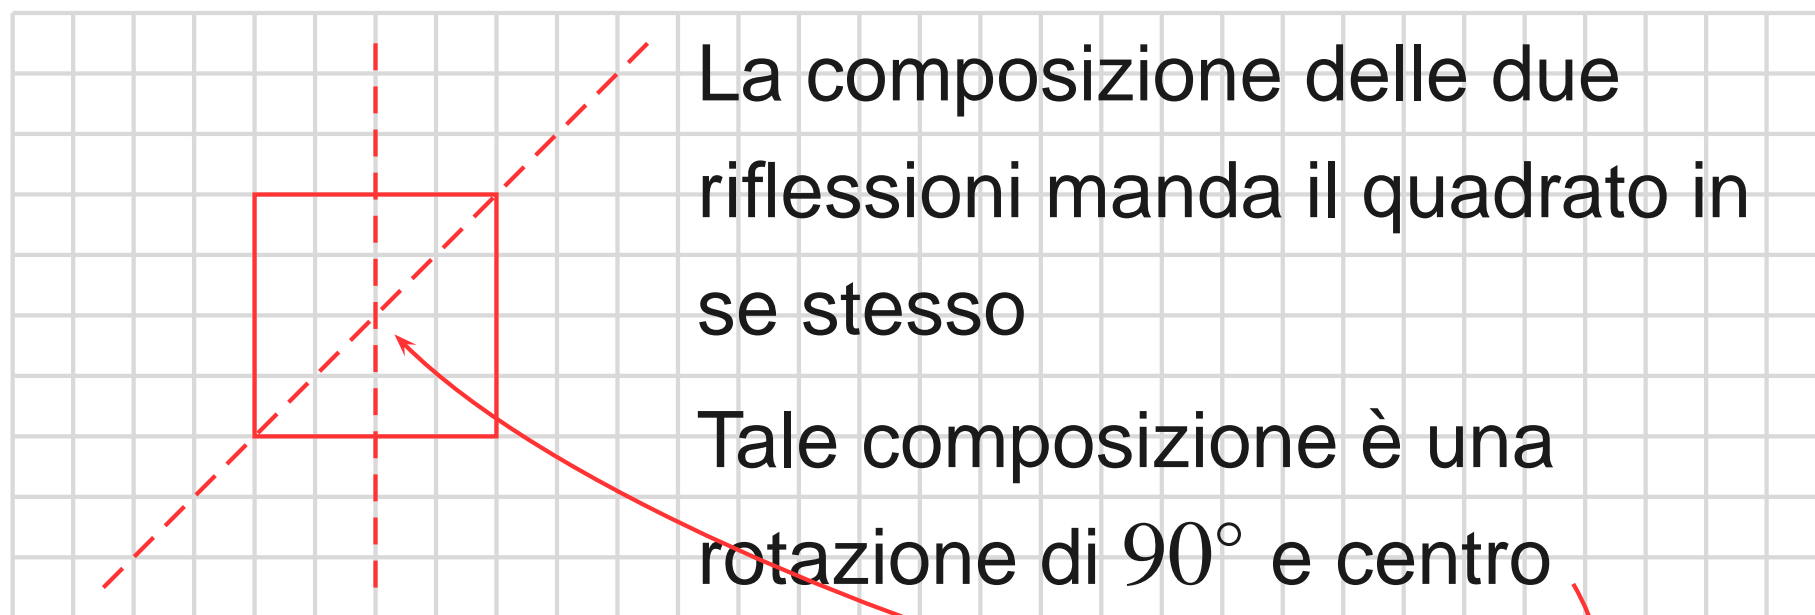 La composizione delle due
riflessioni manda il quadrato in
se stesso
Tale composizione è una
rotazione di 90° e centro